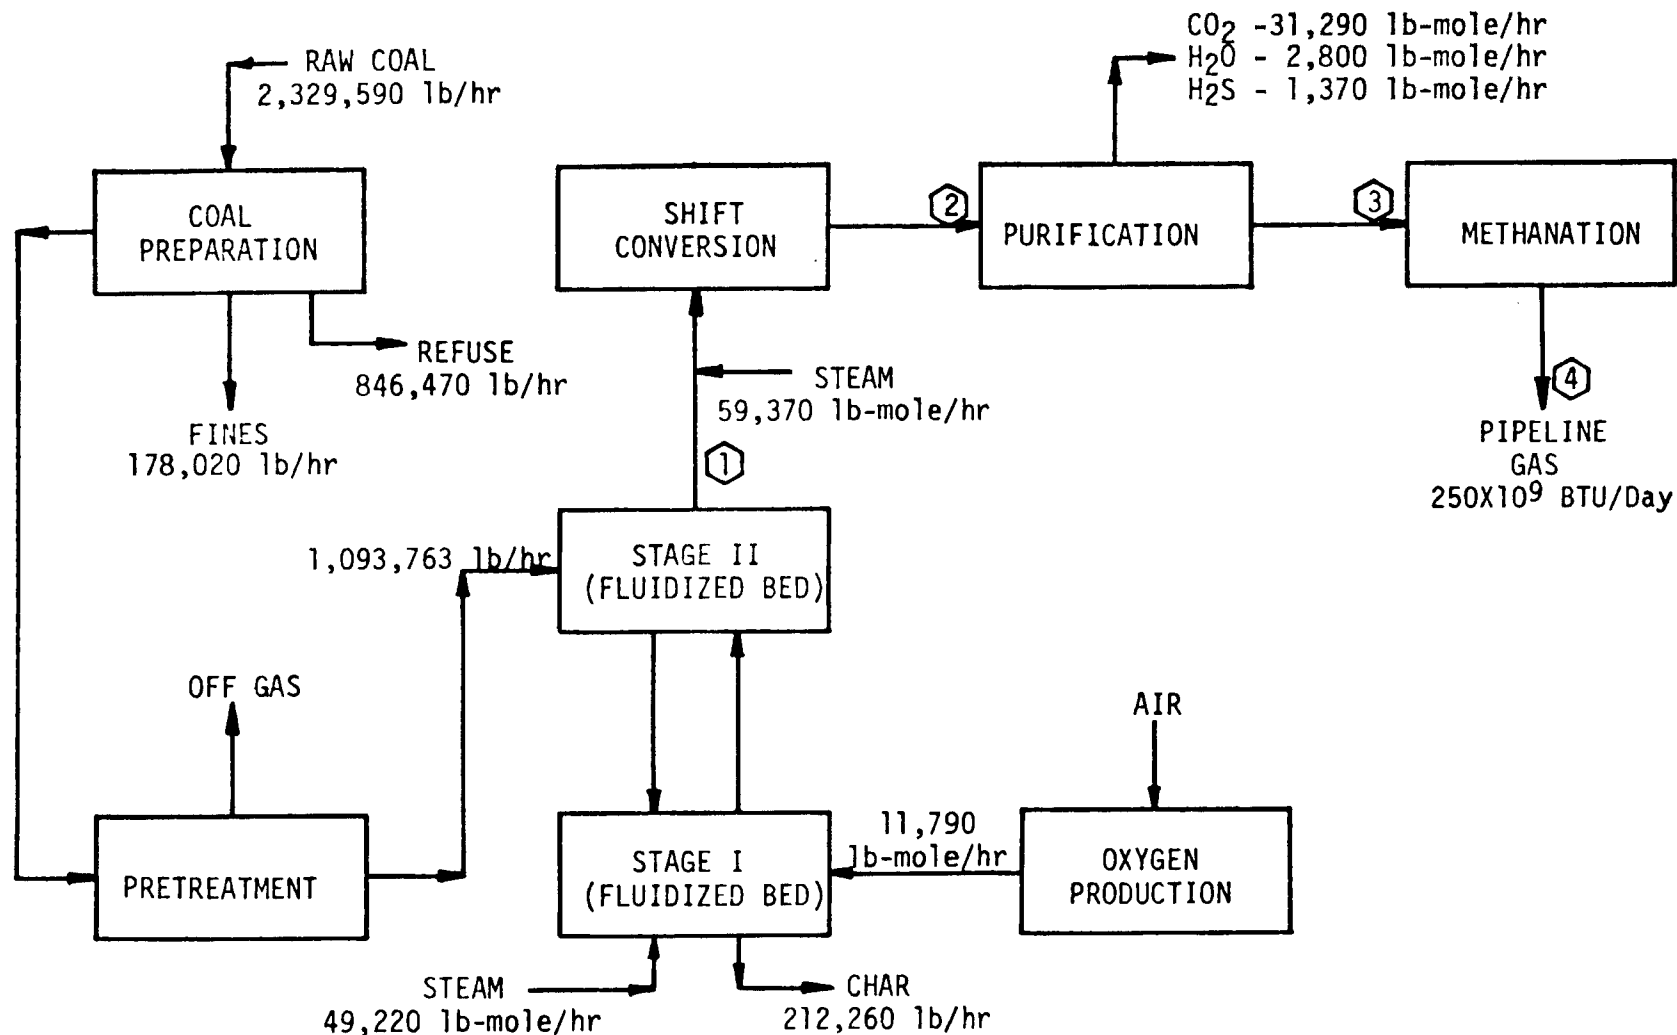 CO2 -31,290 lb-mole/hr
H2O - 2,800 lb-mole/hr
H2S - 1,370 lb-mole/hr
RAW COAL
2,329,590 lb/hr
COAL
PREPARATION
SHIFT
CONVERSION
2
PURIFICATION
3
METHANATION
REFUSE
846,470 lb/hr
FINES
178,020 lb/hr
STEAM
59,370 lb-mole/hr
1
4
PIPELINE
GAS
250X10⁹ BTU/Day
1,093,763 lb/hr
STAGE II
(FLUIDIZED BED)
OFF GAS
AIR
PRETREATMENT
STAGE I
(FLUIDIZED BED)
11,790
lb-mole/hr
OXYGEN
PRODUCTION
STEAM
49,220 lb-mole/hr
CHAR
212,260 lb/hr